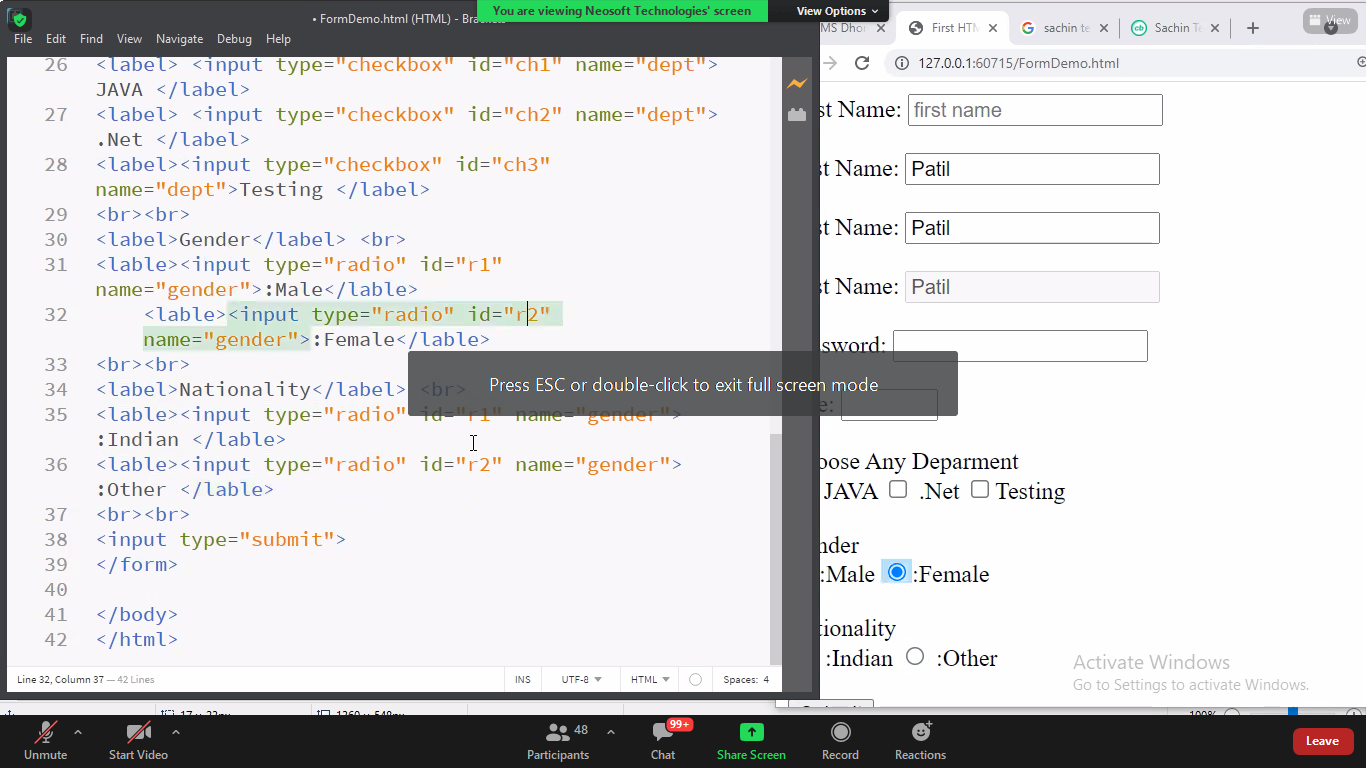 • FormDemo.html (HTML) - Brackets
You are viewing Neosoft Technologies' screen
View Options
File Edit Find View Navigate Debug Help
26 <label> <input type="checkbox" id="ch1" name="dept">
JAVA </label>
27 <label> <input type="checkbox" id="ch2" name="dept">
.Net </label>
28 <label><input type="checkbox" id="ch3"
name="dept">Testing </label>
29 <br><br>
30 <label>Gender</label> <br>
31 <lable><input type="radio" id="r1"
name="gender">:Male</lable>
32 <lable><input type="radio" id="r2"
name="gender">:Female</lable>
33 <br><br>
34 <label>Nationality</label> <br>
35 <lable><input type="radio" id="r1" name="gender">
:Indian </lable>
36 <lable><input type="radio" id="r2" name="gender">
:Other </lable>
37 <br><br>
38 <input type="submit">
39 </form>
40
41 </body>
42 </html>
Line 32, Column 37 — 42 Lines
INS UTF-8 HTML Spaces: 4
Press ESC or double-click to exit full screen mode
MS Dhon
First HTM
sachin te
Sachin Te
View
127.0.0.1:60715/FormDemo.html
st Name: first name
st Name: Patil
st Name: Patil
st Name: Patil
sword:
e:
oose Any Deparment
JAVA .Net Testing
nder
:Male :Female
tionality
:Indian :Other
Activate Windows
Go to Settings to activate Windows.
100%
Unmute
Start Video
48
Participants
99+
Chat
Share Screen
Record
Reactions
Leave